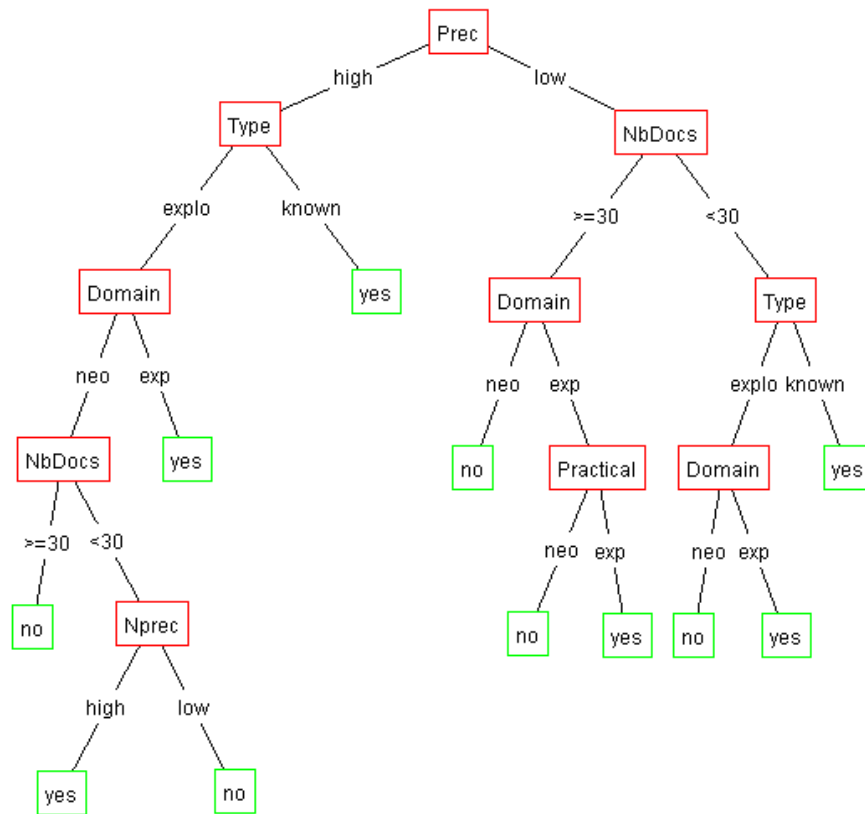 Prec
high low
Type NbDocs
explo known >=30 <30
Domain yes Domain Type
neo exp neo exp explo known
NbDocs yes no Practical Domain yes
>=30 <30 neo exp neo exp
no Nprec no yes no yes
high low
yes no